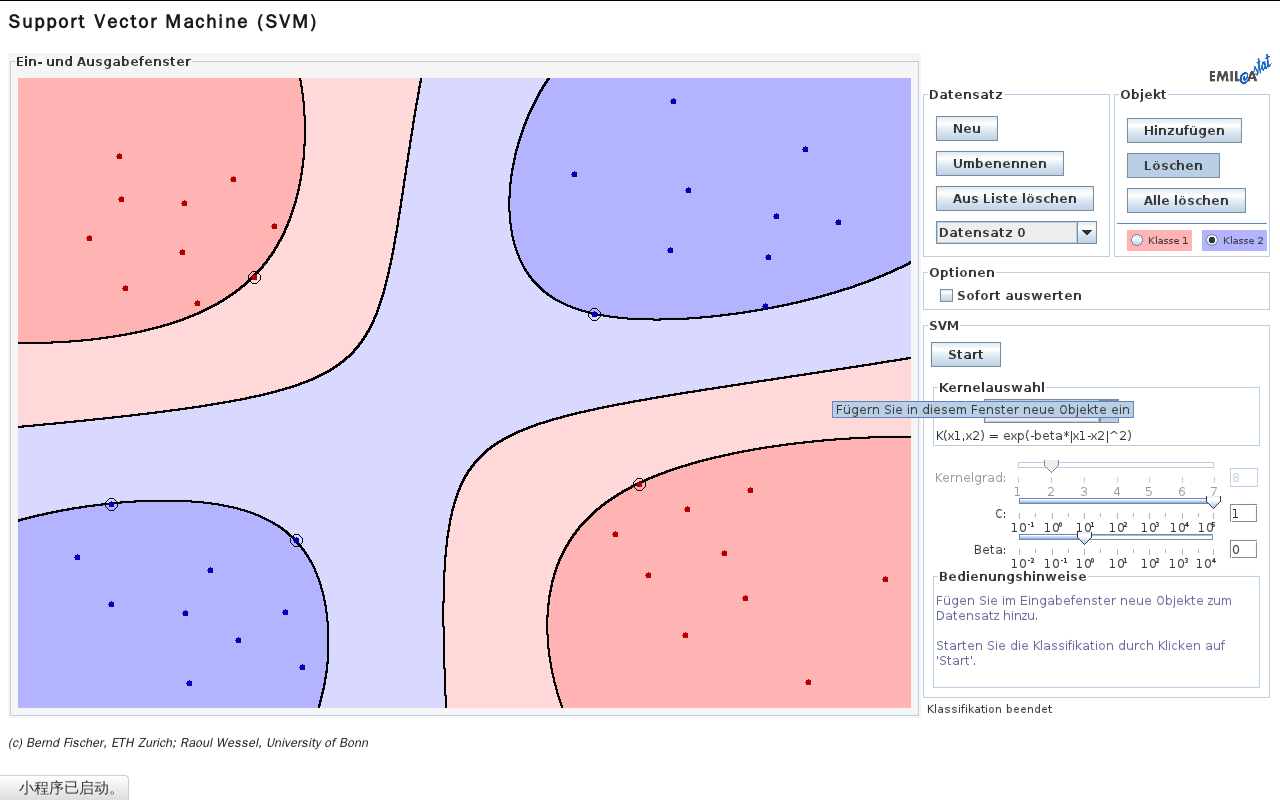 Support Vector Machine (SVM)
Ein- und Ausgabefenster
EMILeA
stat
Datensatz
Neu
Umbenennen
Aus Liste löschen
Datensatz 0
Objekt
Hinzufügen
Löschen
Alle löschen
Klasse 1
Klasse 2
Optionen
Sofort auswerten
SVM
Start
Kernelauswahl
Fügern Sie in diesem Fenster neue Objekte ein
K(x1,x2) = exp(-beta*|x1-x2|^2)
Kernelgrad:
8
1 2 3 4 5 6 7
C:
1
10^-1 10^0 10^1 10^2 10^3 10^4 10^5
Beta:
0
10^-2 10^-1 10^0 10^1 10^2 10^3 10^4
Bedienungshinweise
Fügen Sie im Eingabefenster neue Objekte zum
Datensatz hinzu.
Starten Sie die Klassifikation durch Klicken auf
'Start'.
Klassifikation beendet
(c) Bernd Fischer, ETH Zurich; Raoul Wessel, University of Bonn
小程序已启动。